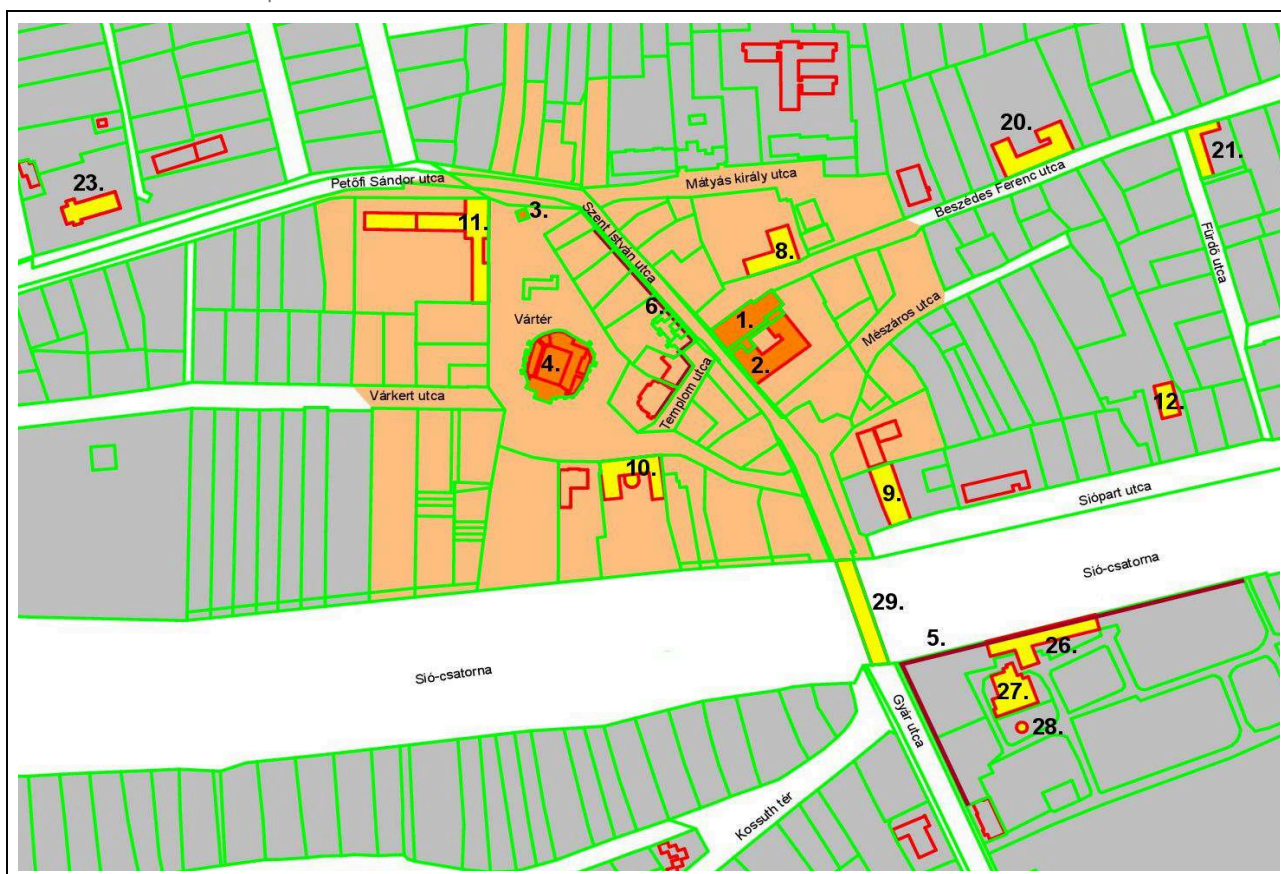 20.
21.
23.
Petőfi Sándor utca
Mátyás király utca
Beszédes Ferenc utca
11.
3.
Szent István utca
8.
Fürdő utca
Vártér
6.
1.
2.
Mészáros utca
4.
Templom utca
Várkert utca
12.
10.
9.
Siópart utca
Sió-csatorna
29.
5.
26.
Sió-csatorna
27.
28.
Gyár utca
Kossuth tér